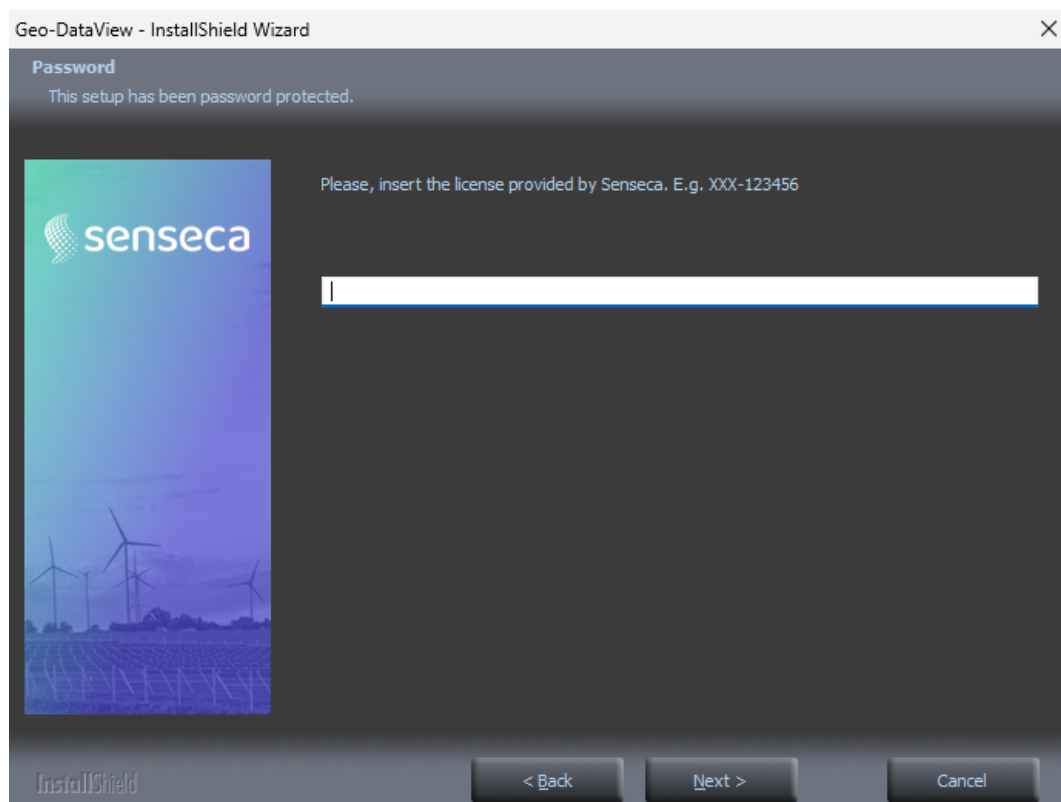 Geo-DataView - InstallShield Wizard
Password
This setup has been password protected.
senseca
Please, insert the license provided by Senseca. E.g. XXX-123456
InstallShield
< Back
Next >
Cancel